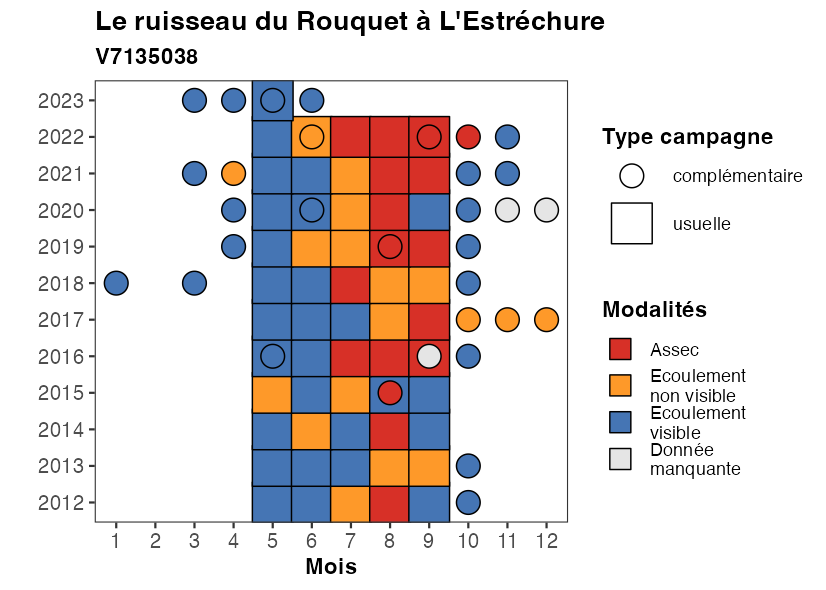 Le ruisseau du Rouquet à L'Estréchure
V7135038
2023
2022
2021
2020
2019
2018
2017
2016
2015
2014
2013
2012
1 2 3 4 5 6 7 8 9 10 11 12
Mois
Type campagne
complémentaire
usuelle
Modalités
Assec
Ecoulement
non visible
Ecoulement
visible
Donnée
manquante